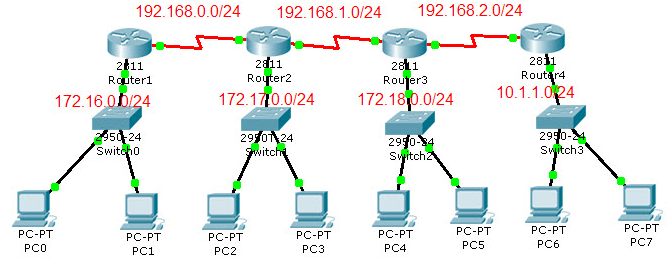 192.168.0.0/24
192.168.1.0/24
192.168.2.0/24
2811
Router1
2811
Router2
2811
Router3
2811
Router4
172.16.0.0/24
172.17.0.0/24
172.18.0.0/24
10.1.1.0/24
2950-24
Switch0
2950T-24
Switch1
2950-24
Switch2
2950-24
Switch3
PC-PT
PC0
PC-PT
PC1
PC-PT
PC2
PC-PT
PC3
PC-PT
PC4
PC-PT
PC5
PC-PT
PC6
PC-PT
PC7